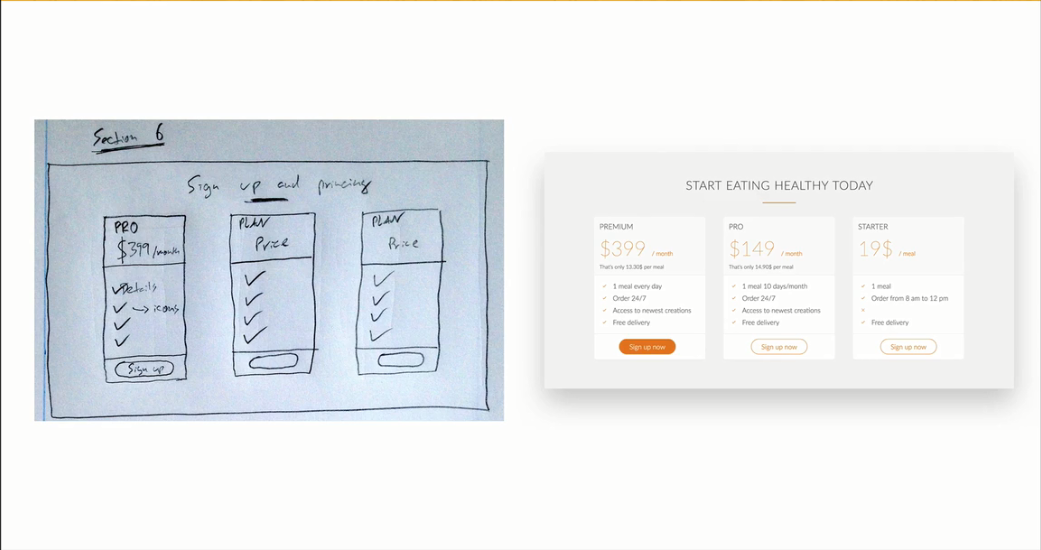 Section 6
Sign up and princing
PRO
$399/month
Details
→ icons
Sign up
PLAN
Price
PLAN
Price
START EATING HEALTHY TODAY
PREMIUM
$399 / month
That's only 13.30$ per meal
1 meal every day
Order 24/7
Access to newest creations
Free delivery
Sign up now
PRO
$149 / month
That's only 14.90$ per meal
1 meal 10 days/month
Order 24/7
Access to newest creations
Free delivery
Sign up now
STARTER
19$ / meal
1 meal
Order from 8 am to 12 pm
Free delivery
Sign up now